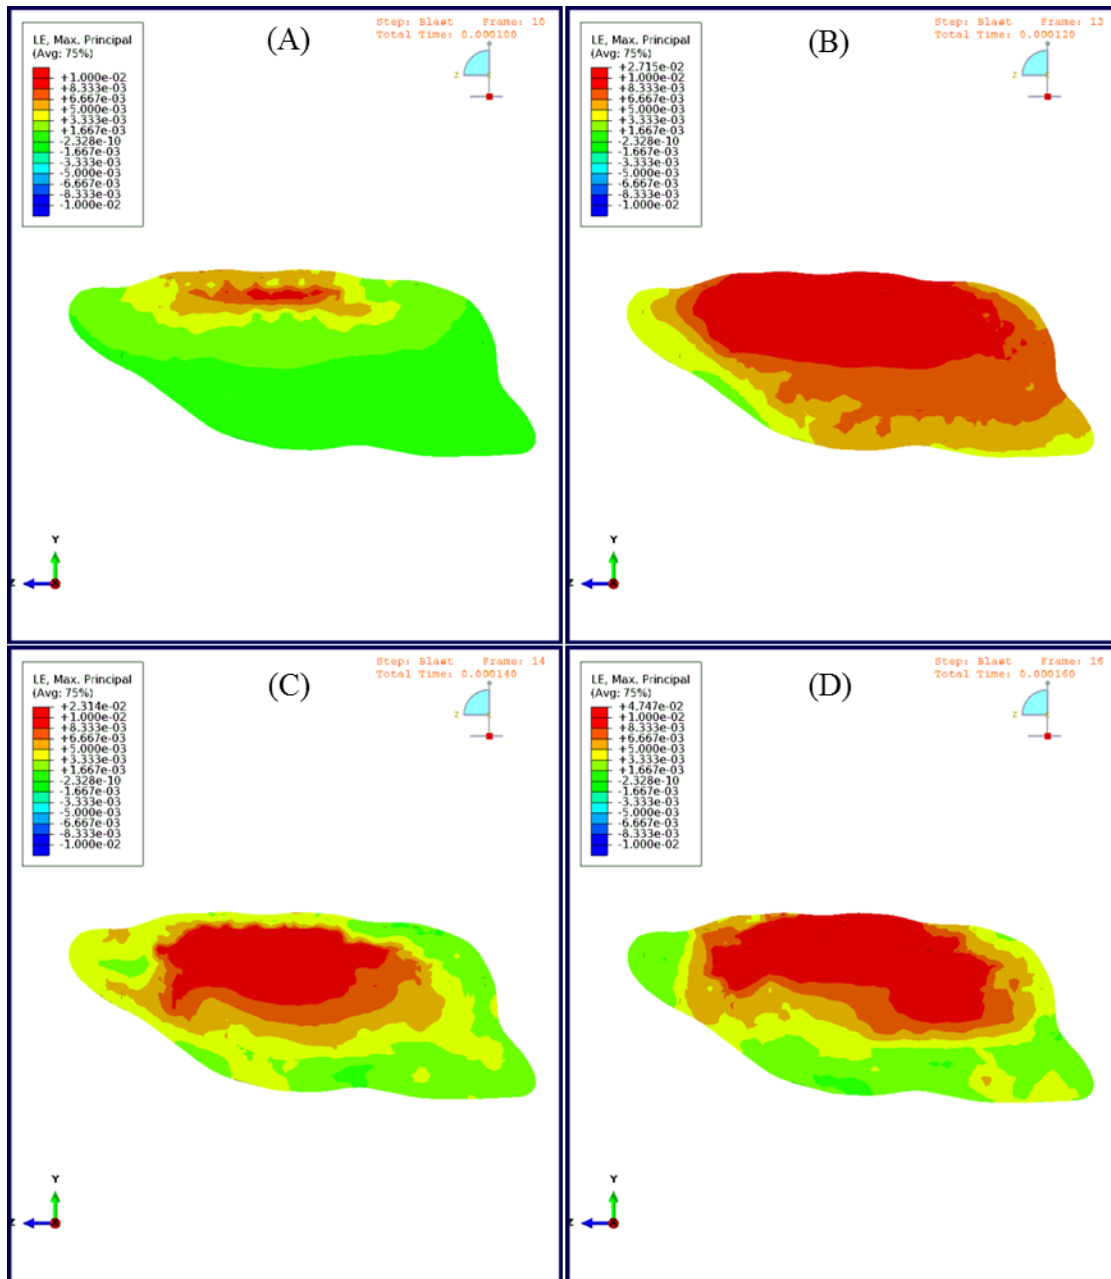 Step: Blast Frame: 10
Total Time: 0.000100
(A)
LE, Max. Principal
(Avg: 75%)
+1.000e-02
+8.333e-03
+6.667e-03
+5.000e-03
+3.333e-03
+1.667e-03
-2.328e-10
-1.667e-03
-3.333e-03
-5.000e-03
-6.667e-03
-8.333e-03
-1.000e-02
Z
Y
Z
X
Step: Blast Frame: 12
Total Time: 0.000120
(B)
LE, Max. Principal
(Avg: 75%)
+2.715e-02
+1.000e-02
+8.333e-03
+6.667e-03
+5.000e-03
+3.333e-03
+1.667e-03
-2.328e-10
-1.667e-03
-3.333e-03
-5.000e-03
-6.667e-03
-8.333e-03
-1.000e-02
Z
Y
Z
X
Step: Blast Frame: 14
Total Time: 0.000140
(C)
LE, Max. Principal
(Avg: 75%)
+2.314e-02
+1.000e-02
+8.333e-03
+6.667e-03
+5.000e-03
+3.333e-03
+1.667e-03
-2.328e-10
-1.667e-03
-3.333e-03
-5.000e-03
-6.667e-03
-8.333e-03
-1.000e-02
Z
Y
Z
X
Step: Blast Frame: 16
Total Time: 0.000160
(D)
LE, Max. Principal
(Avg: 75%)
+4.747e-02
+1.000e-02
+8.333e-03
+6.667e-03
+5.000e-03
+3.333e-03
+1.667e-03
-2.328e-10
-1.667e-03
-3.333e-03
-5.000e-03
-6.667e-03
-8.333e-03
-1.000e-02
Z
Y
Z
X